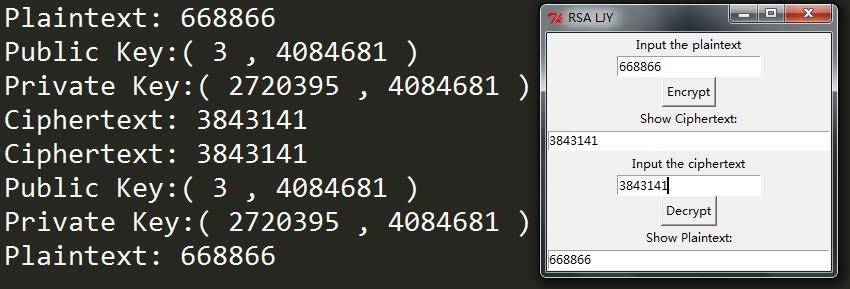 Plaintext: 668866
Public Key:( 3 , 4084681 )
Private Key:( 2720395 , 4084681 )
Ciphertext: 3843141
Ciphertext: 3843141
Public Key:( 3 , 4084681 )
Private Key:( 2720395 , 4084681 )
Plaintext: 668866
RSA LJY
Input the plaintext
668866
Encrypt
Show Ciphertext:
3843141
Input the ciphertext
3843141
Decrypt
Show Plaintext:
668866